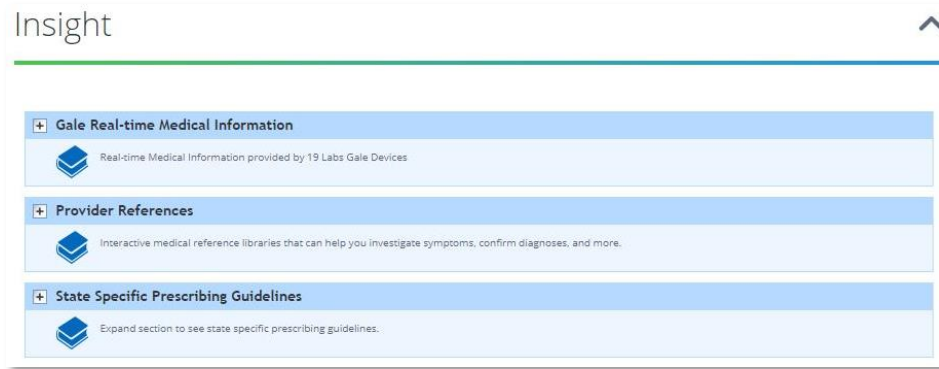 Insight
Gale Real-time Medical Information
Real-time Medical Information provided by 19 Labs Gale Devices
Provider References
Interactive medical reference libraries that can help you investigate symptoms, confirm diagnoses, and more.
State Specific Prescribing Guidelines
Expand section to see state specific prescribing guidelines.